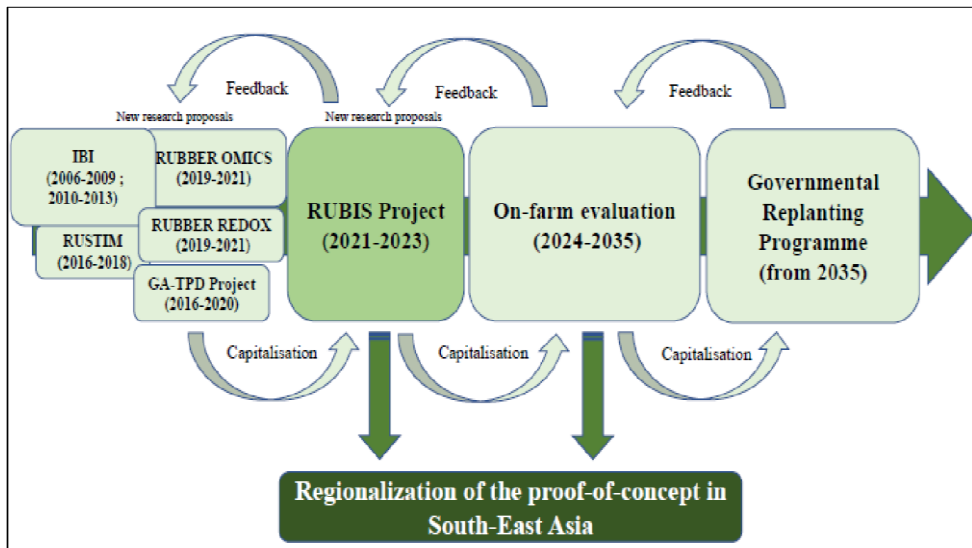 Feedback
Feedback
Feedback
New research proposals
New research proposals
IBI
(2006-2009 ;
2010-2013)
RUBBER OMICS
(2019-2021)
RUSTIM
(2016-2018)
RUBBER REDOX
(2019-2021)
GA-TPD Project
(2016-2020)
RUBIS Project
(2021-2023)
On-farm evaluation
(2024-2035)
Governmental
Replanting
Programme
(from 2035)
Capitalisation
Capitalisation
Capitalisation
Regionalization of the proof-of-concept in
South-East Asia